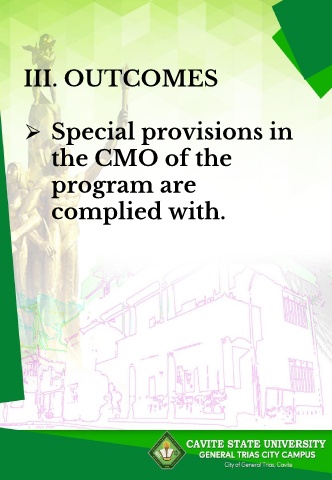 III. OUTCOMES
➢ Special provisions in
the CMO of the
program are
complied with.
CAVITE STATE UNIVERSITY
GENERAL TRIAS CITY CAMPUS
City of General Trias, Cavite